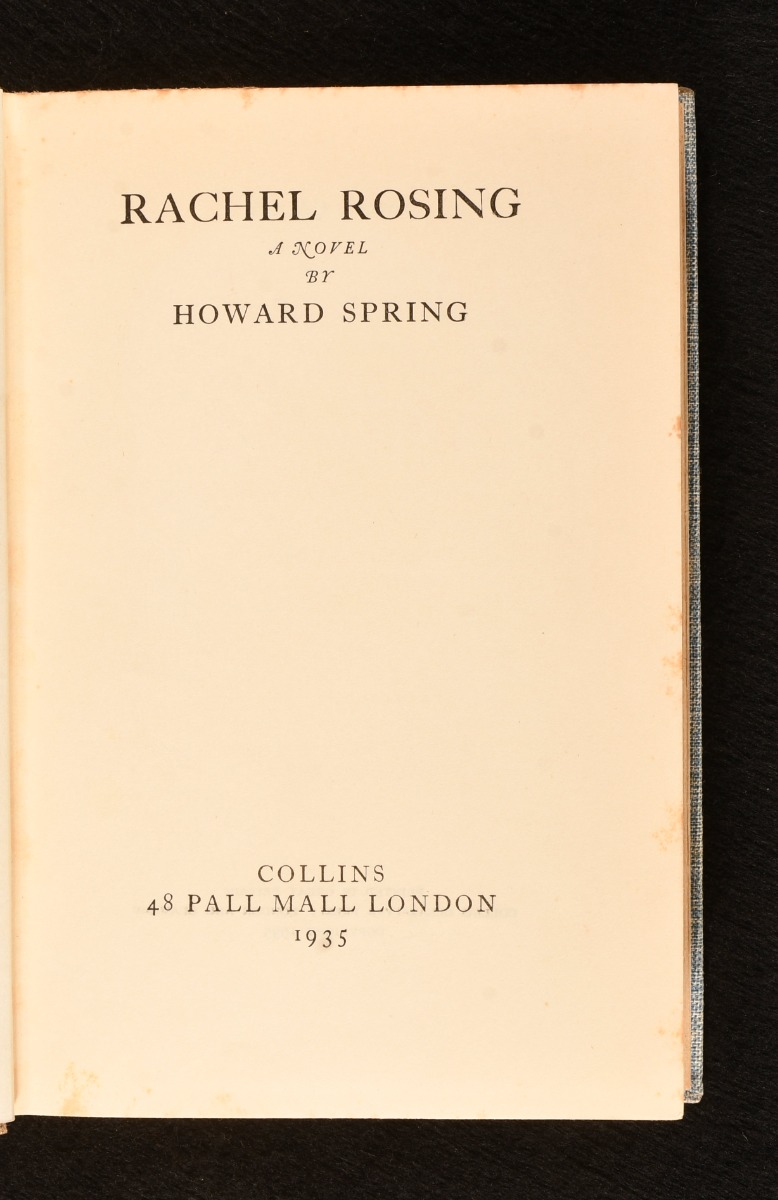 RACHEL ROSING
A NOVEL
BY
HOWARD SPRING
COLLINS
48 PALL MALL LONDON
1935